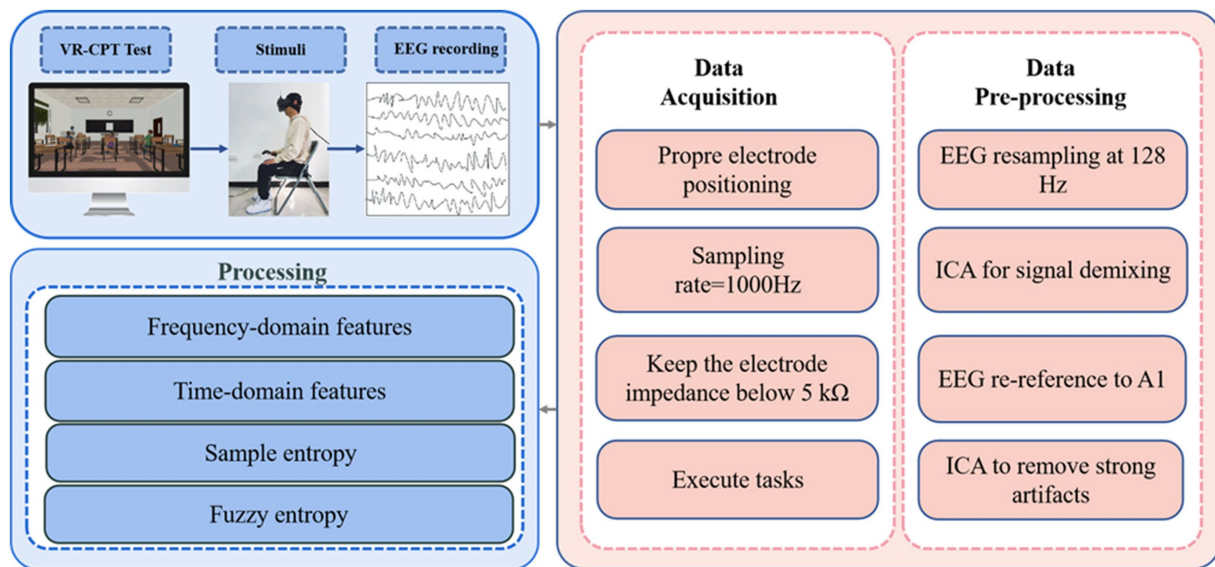 VR-CPT Test
Stimuli
EEG recording
Processing
Frequency-domain features
Time-domain features
Sample entropy
Fuzzy entropy
Data
Acquisition
Propre electrode
positioning
Sampling
rate=1000Hz
Keep the electrode
impedance below 5 kΩ
Execute tasks
Data
Pre-processing
EEG resampling at 128
Hz
ICA for signal demixing
EEG re-reference to A1
ICA to remove strong
artifacts